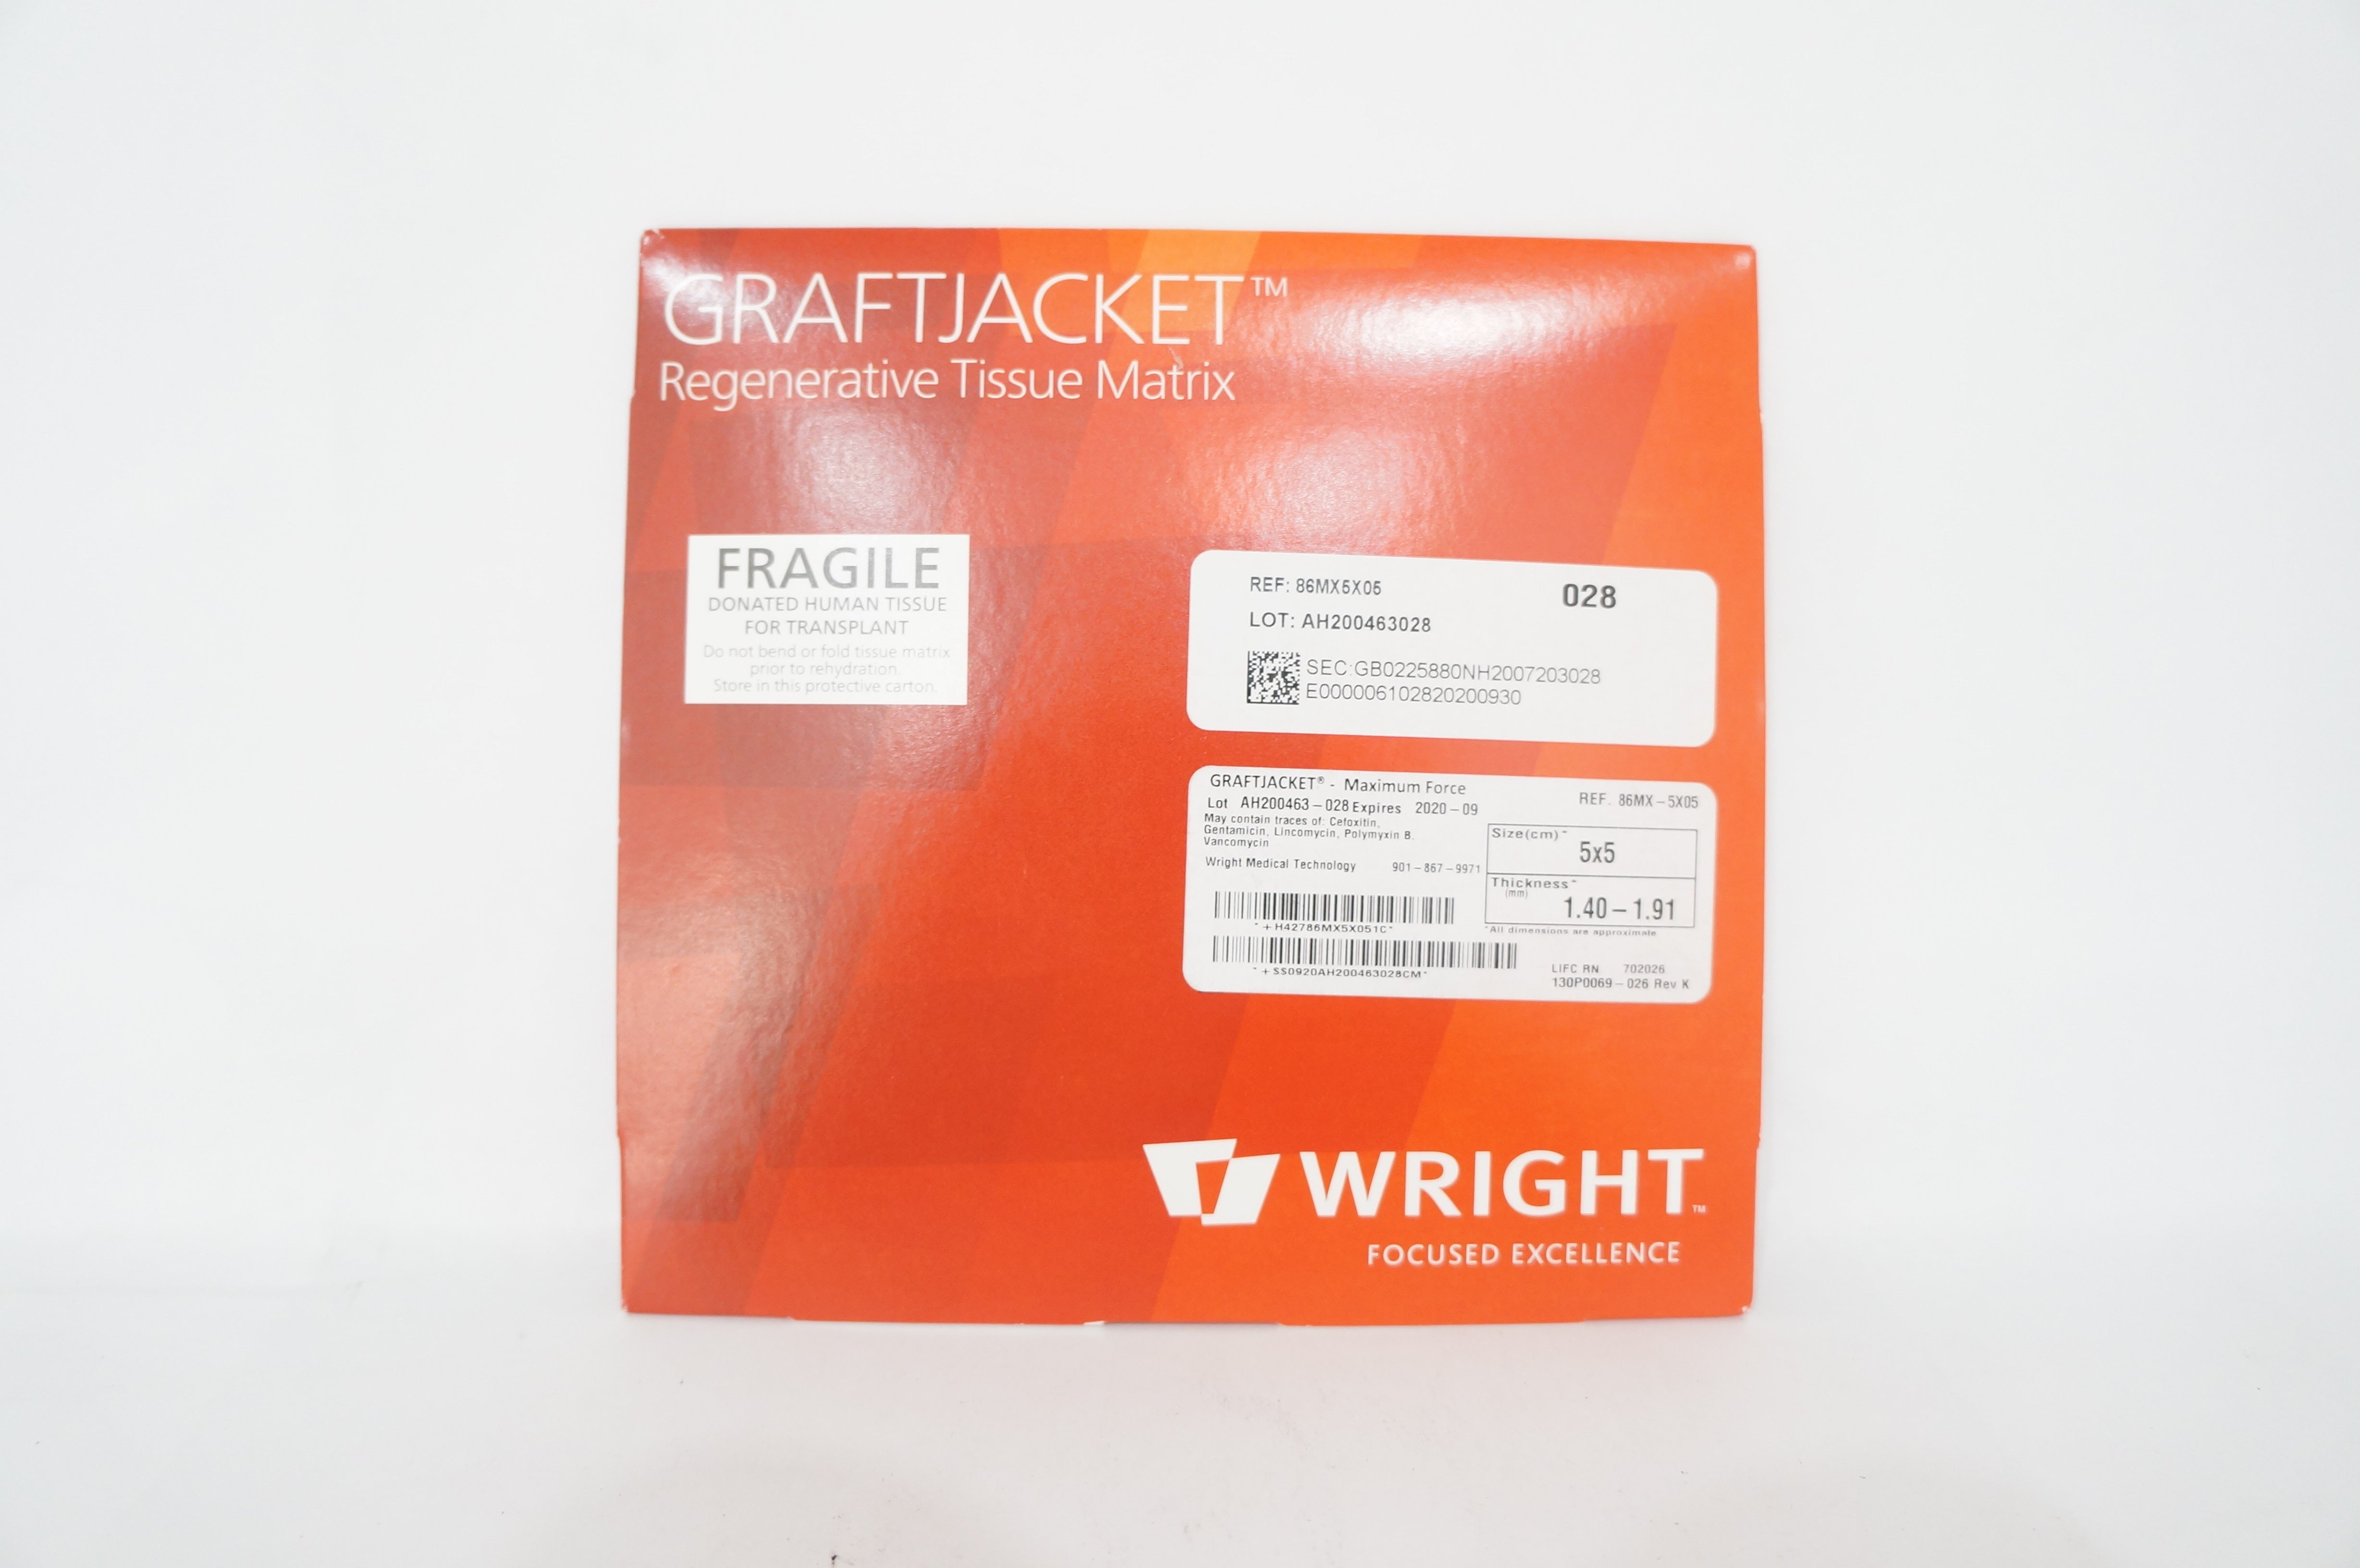 GRAFTJACKET™
Regenerative Tissue Matrix
FRAGILE
DONATED HUMAN TISSUE
FOR TRANSPLANT
Do not bend or fold tissue matrix
prior to rehydration.
Store in this protective carton.
REF: 86MX5X05
028
LOT: AH200463028
SEC:GB0225880NH2007203028
E000006102820200930
GRAFTJACKET® - Maximum Force
REF. 86MX-5X05
Lot AH200463-028 Expires 2020-09
May contain traces of: Cefoxitin,
Gentamicin, Lincomycin, Polymyxin B,
Vancomycin
Wright Medical Technology 901-867-9971
Size(cm)*
5x5
Thickness*
(mm)
1.40-1.91
*All dimensions are approximate
*+H42786MX5X051C*
*+SS0920AH200463028CM*
LIFC RN 702026
130P0069-026 Rev K
WRIGHT™
FOCUSED EXCELLENCE